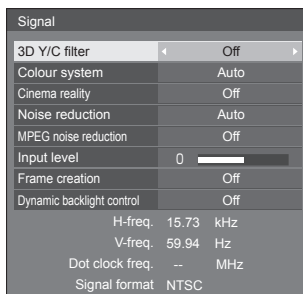 Signal
3D Y/C filter Off
Colour system Auto
Cinema reality Off
Noise reduction Auto
MPEG noise reduction Off
Input level 0
Frame creation Off
Dynamic backlight control Off
H-freq. 15.73 kHz
V-freq. 59.94 Hz
Dot clock freq. -- MHz
Signal format NTSC